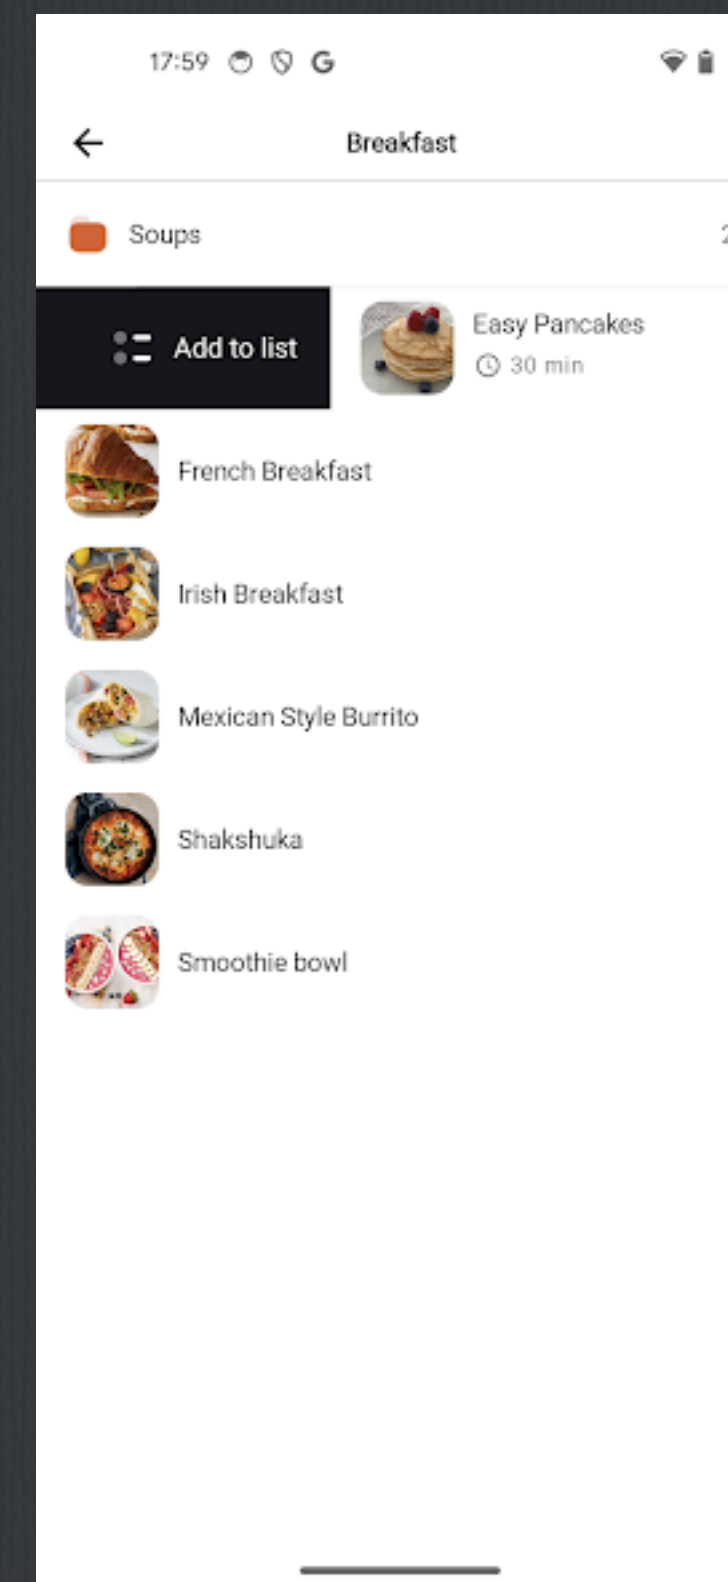 17:59
Breakfast
Soups
Add to list
Easy Pancakes
30 min
French Breakfast
Irish Breakfast
Mexican Style Burrito
Shakshuka
Smoothie bowl